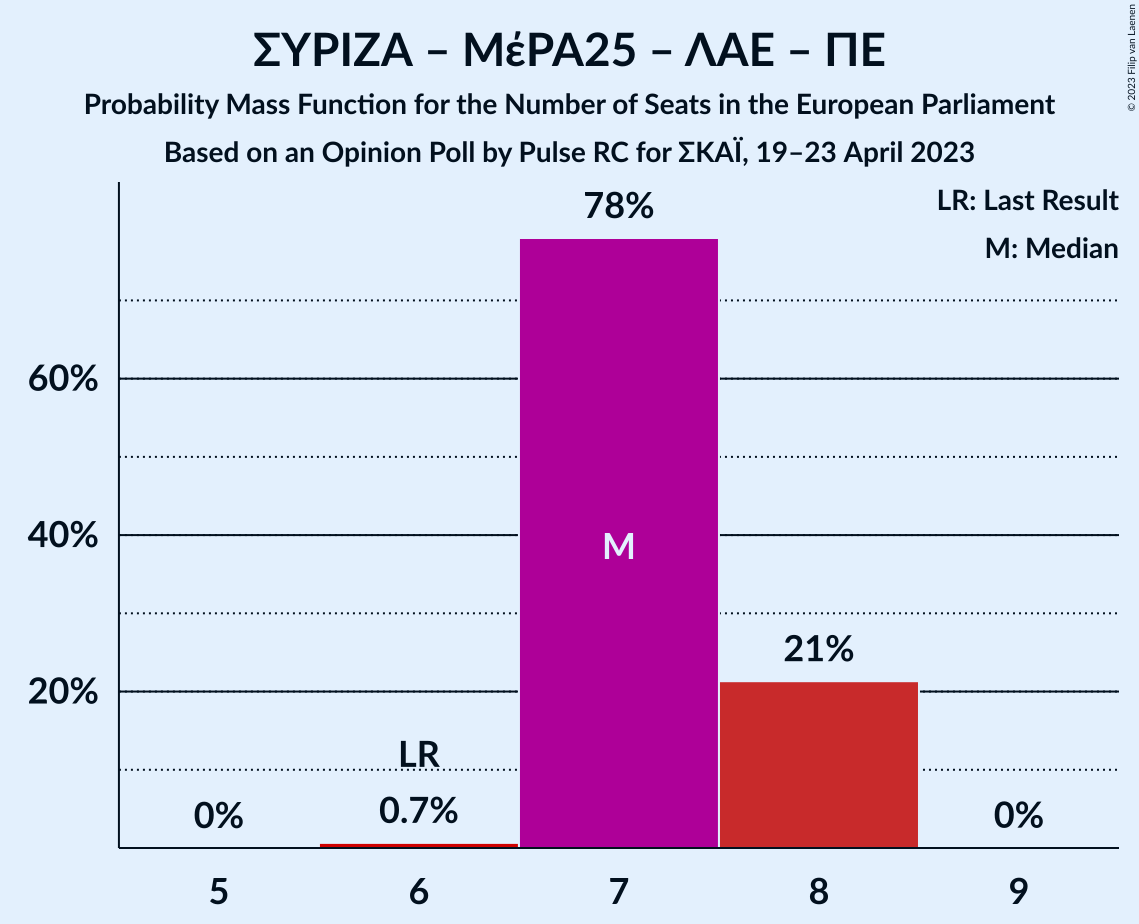 ΣΥΡΙΖΑ – ΜέΡΑ25 – ΛΑΕ – ΠΕ
Probability Mass Function for the Number of Seats in the European Parliament
Based on an Opinion Poll by Pulse RC for ΣΚΑΪ, 19–23 April 2023
© 2023 Filip van Laenen
LR: Last Result
M: Median
78%
60%
40%
M
21%
20%
LR
0%
0.7%
0%
5
6
7
8
9